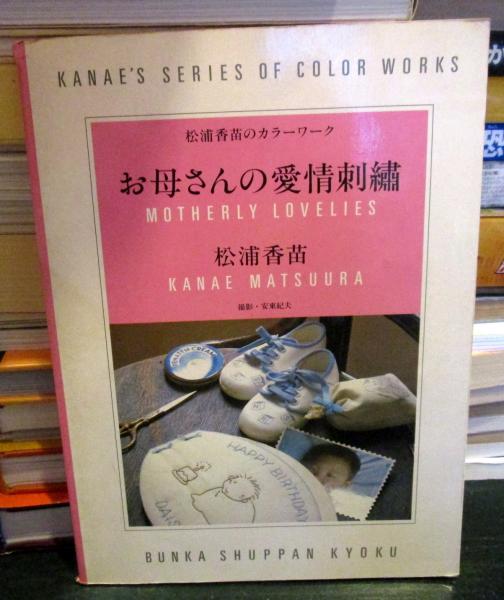 KANAE'S SERIES OF COLOR WORKS
松浦香苗のカラーワーク
お母さんの愛情刺繡
MOTHERLY LOVELIES
松浦香苗
KANAE MATSUURA
撮影・安東紀夫
HAPPY BIRTHDAY
BUNKA SHUPPAN KYOKU